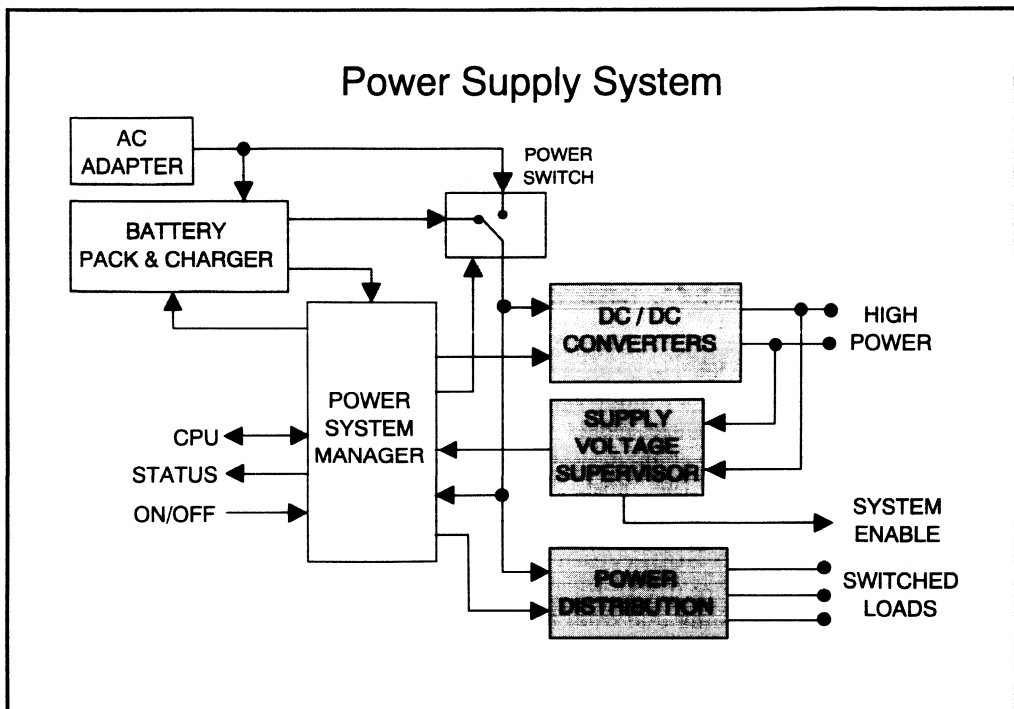 Power Supply System
AC
ADAPTER
POWER
SWITCH
BATTERY
PACK & CHARGER
DC / DC
CONVERTERS
HIGH
POWER
POWER
SYSTEM
MANAGER
SUPPLY
VOLTAGE
SUPERVISOR
CPU
STATUS
ON/OFF
SYSTEM
ENABLE
POWER
DISTRIBUTION
SWITCHED
LOADS